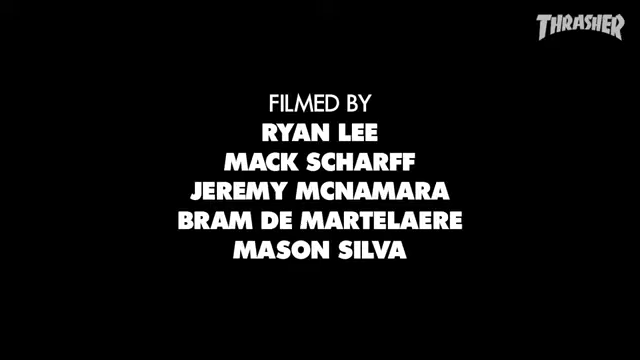 THRASHER
FILMED BY
RYAN LEE
MACK SCHARFF
JEREMY MCNAMARA
BRAM DE MARTELAERE
MASON SILVA